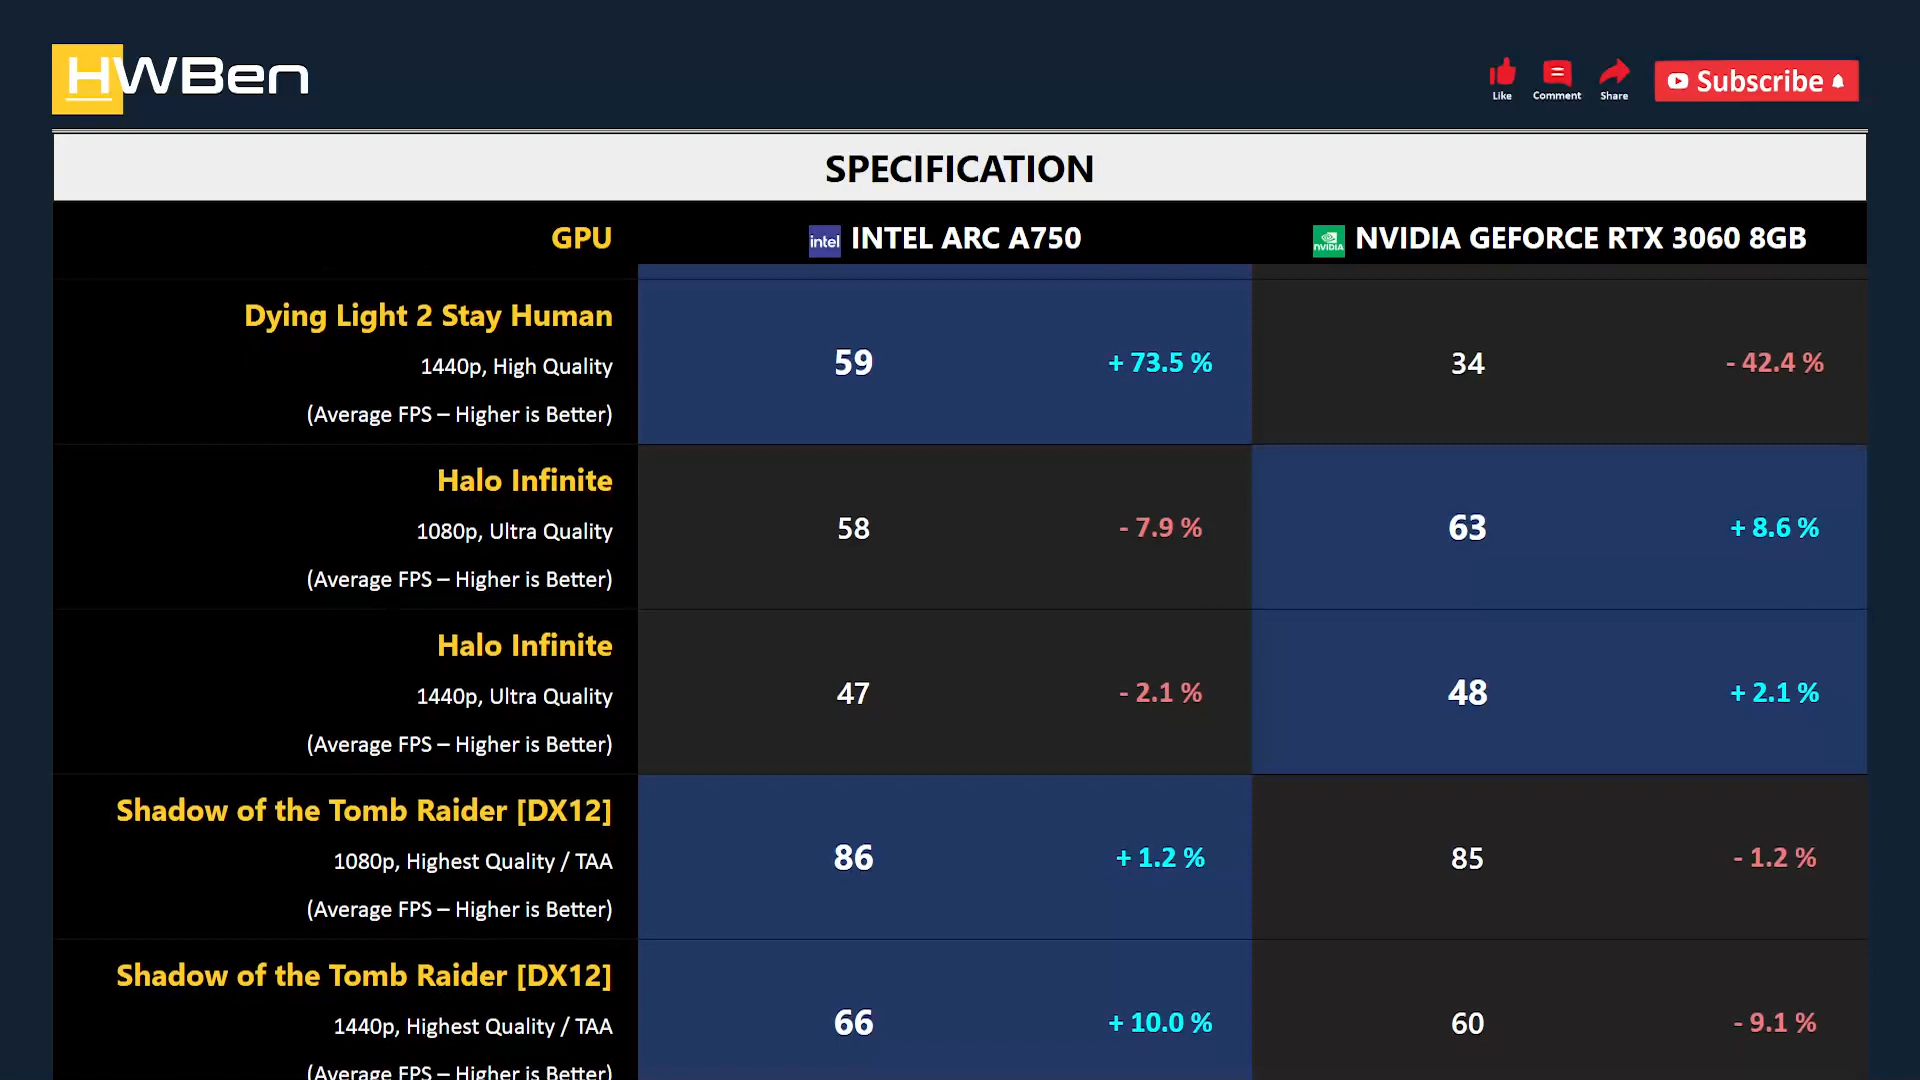 HWBen
Like Comment Share Subscribe
SPECIFICATION
GPU intel INTEL ARC A750 NVIDIA NVIDIA GEFORCE RTX 3060 8GB
Dying Light 2 Stay Human
1440p, High Quality 59 + 73.5 % 34 - 42.4 %
(Average FPS – Higher is Better)
Halo Infinite
1080p, Ultra Quality 58 - 7.9 % 63 + 8.6 %
(Average FPS – Higher is Better)
Halo Infinite
1440p, Ultra Quality 47 - 2.1 % 48 + 2.1 %
(Average FPS – Higher is Better)
Shadow of the Tomb Raider [DX12]
1080p, Highest Quality / TAA 86 + 1.2 % 85 - 1.2 %
(Average FPS – Higher is Better)
Shadow of the Tomb Raider [DX12]
1440p, Highest Quality / TAA 66 + 10.0 % 60 - 9.1 %
(Average FPS – Higher is Better)